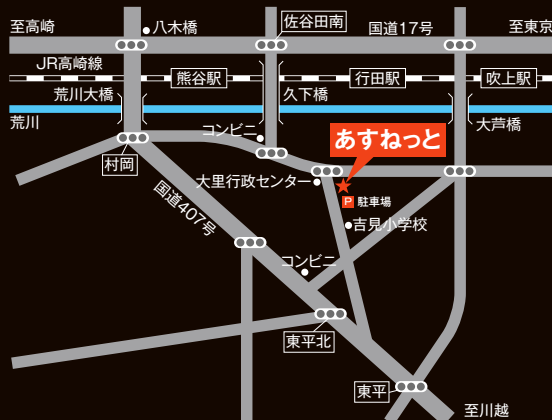 至高崎
八木橋
佐谷田南
国道17号
至東京
JR高崎線
熊谷駅
行田駅
吹上駅
荒川大橋
久下橋
荒川
大芦橋
コンビニ
あすねっと
村岡
大里行政センター
P 駐車場
国道407号
吉見小学校
コンビニ
東平北
東平
至川越